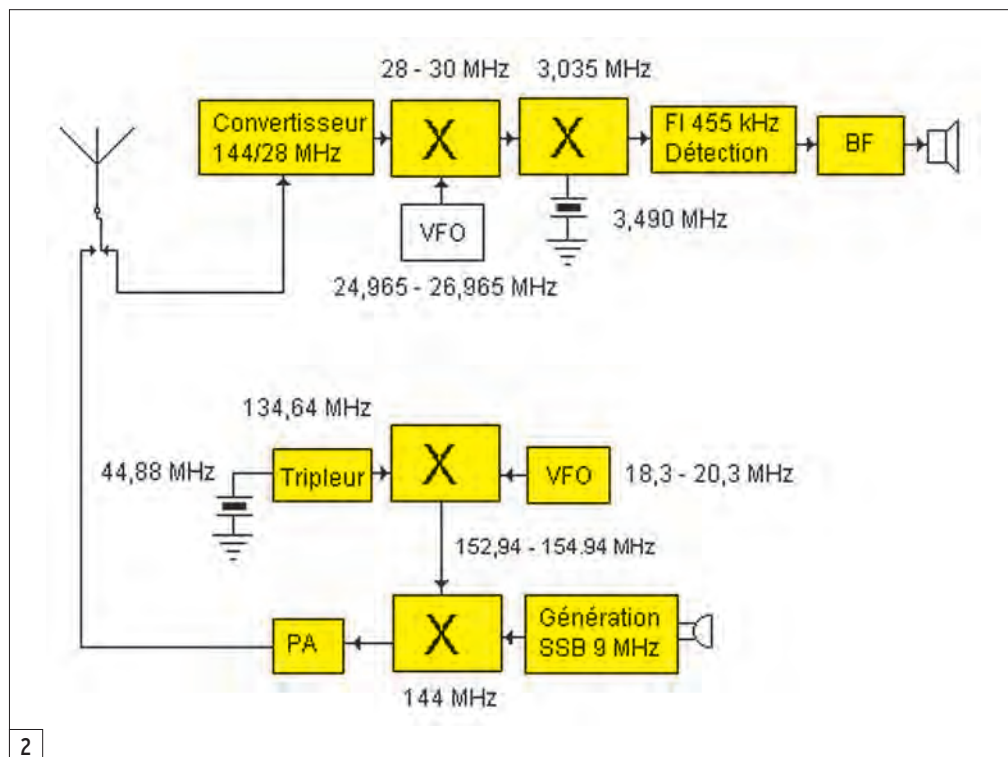 28 - 30 MHz
3,035 MHz
Convertisseur
144/28 MHz
X
X
FI 455 kHz
Détection
BF
VFO
3,490 MHz
24,965 - 26,965 MHz
134,64 MHz
44,88 MHz
Tripleur
X
VFO
18,3 - 20,3 MHz
152,94 - 154.94 MHz
PA
X
Génération
SSB 9 MHz
144 MHz
2